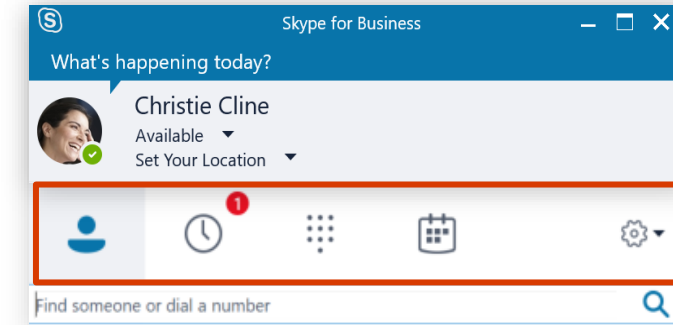 Skype for Business
What's happening today?
Christie Cline
Available
Set Your Location
1
Find someone or dial a number